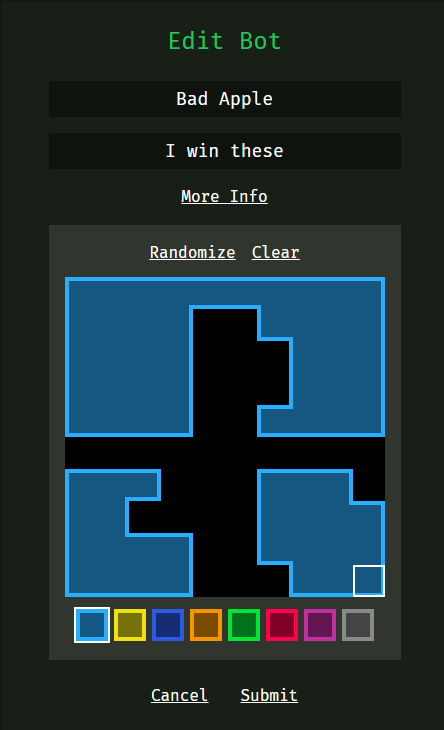 Edit Bot
Bad Apple
I win these
More Info
Randomize Clear
Cancel Submit